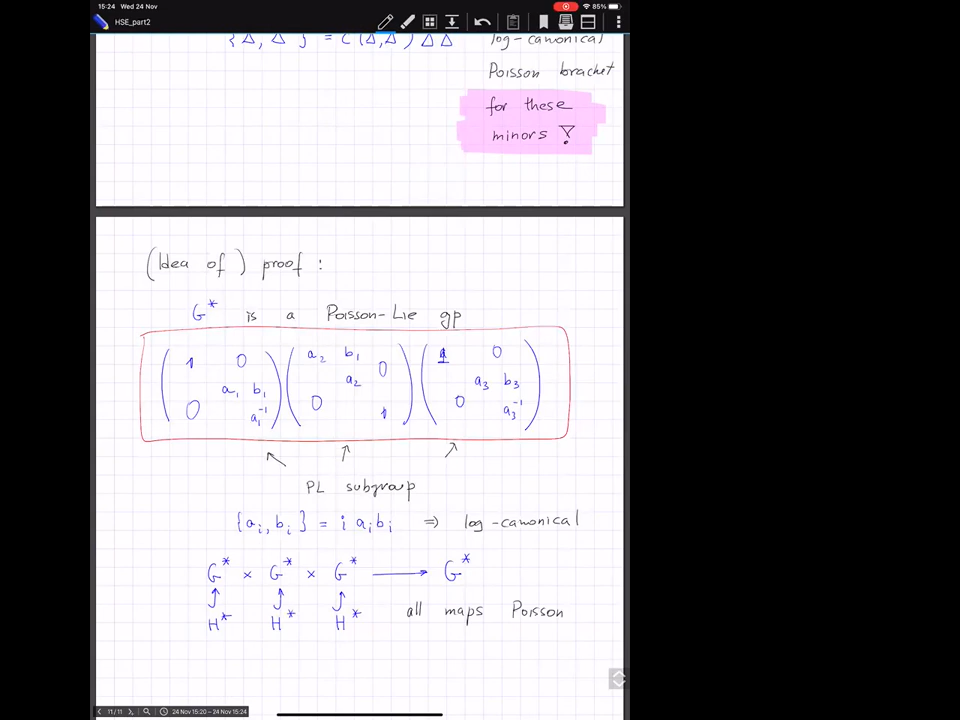 15:24 Wed 24 Nov
85%
HSE_part2
{Δ, Δ } = c (Δ,Δ ) Δ Δ log-canonical
Poisson bracket
for these
minors !
(Idea of ) proof :
G* is a Poisson-Lie gp
( 1 0 ) ( a₂ b₁ 0 ) ( 1 0 )
( a₁ b₁ ) ( a₂ ) ( a₃ b₃ )
( 0 a₁⁻¹ ) ( 0 1 ) ( 0 a₃⁻¹ )
PL subgroup
{aᵢ, bᵢ } = i aᵢ bᵢ ⇒ log-canonical
G* × G* × G* → G*
H* H* H* all maps Poisson
11/11
24 Nov 15:20 – 24 Nov 15:24